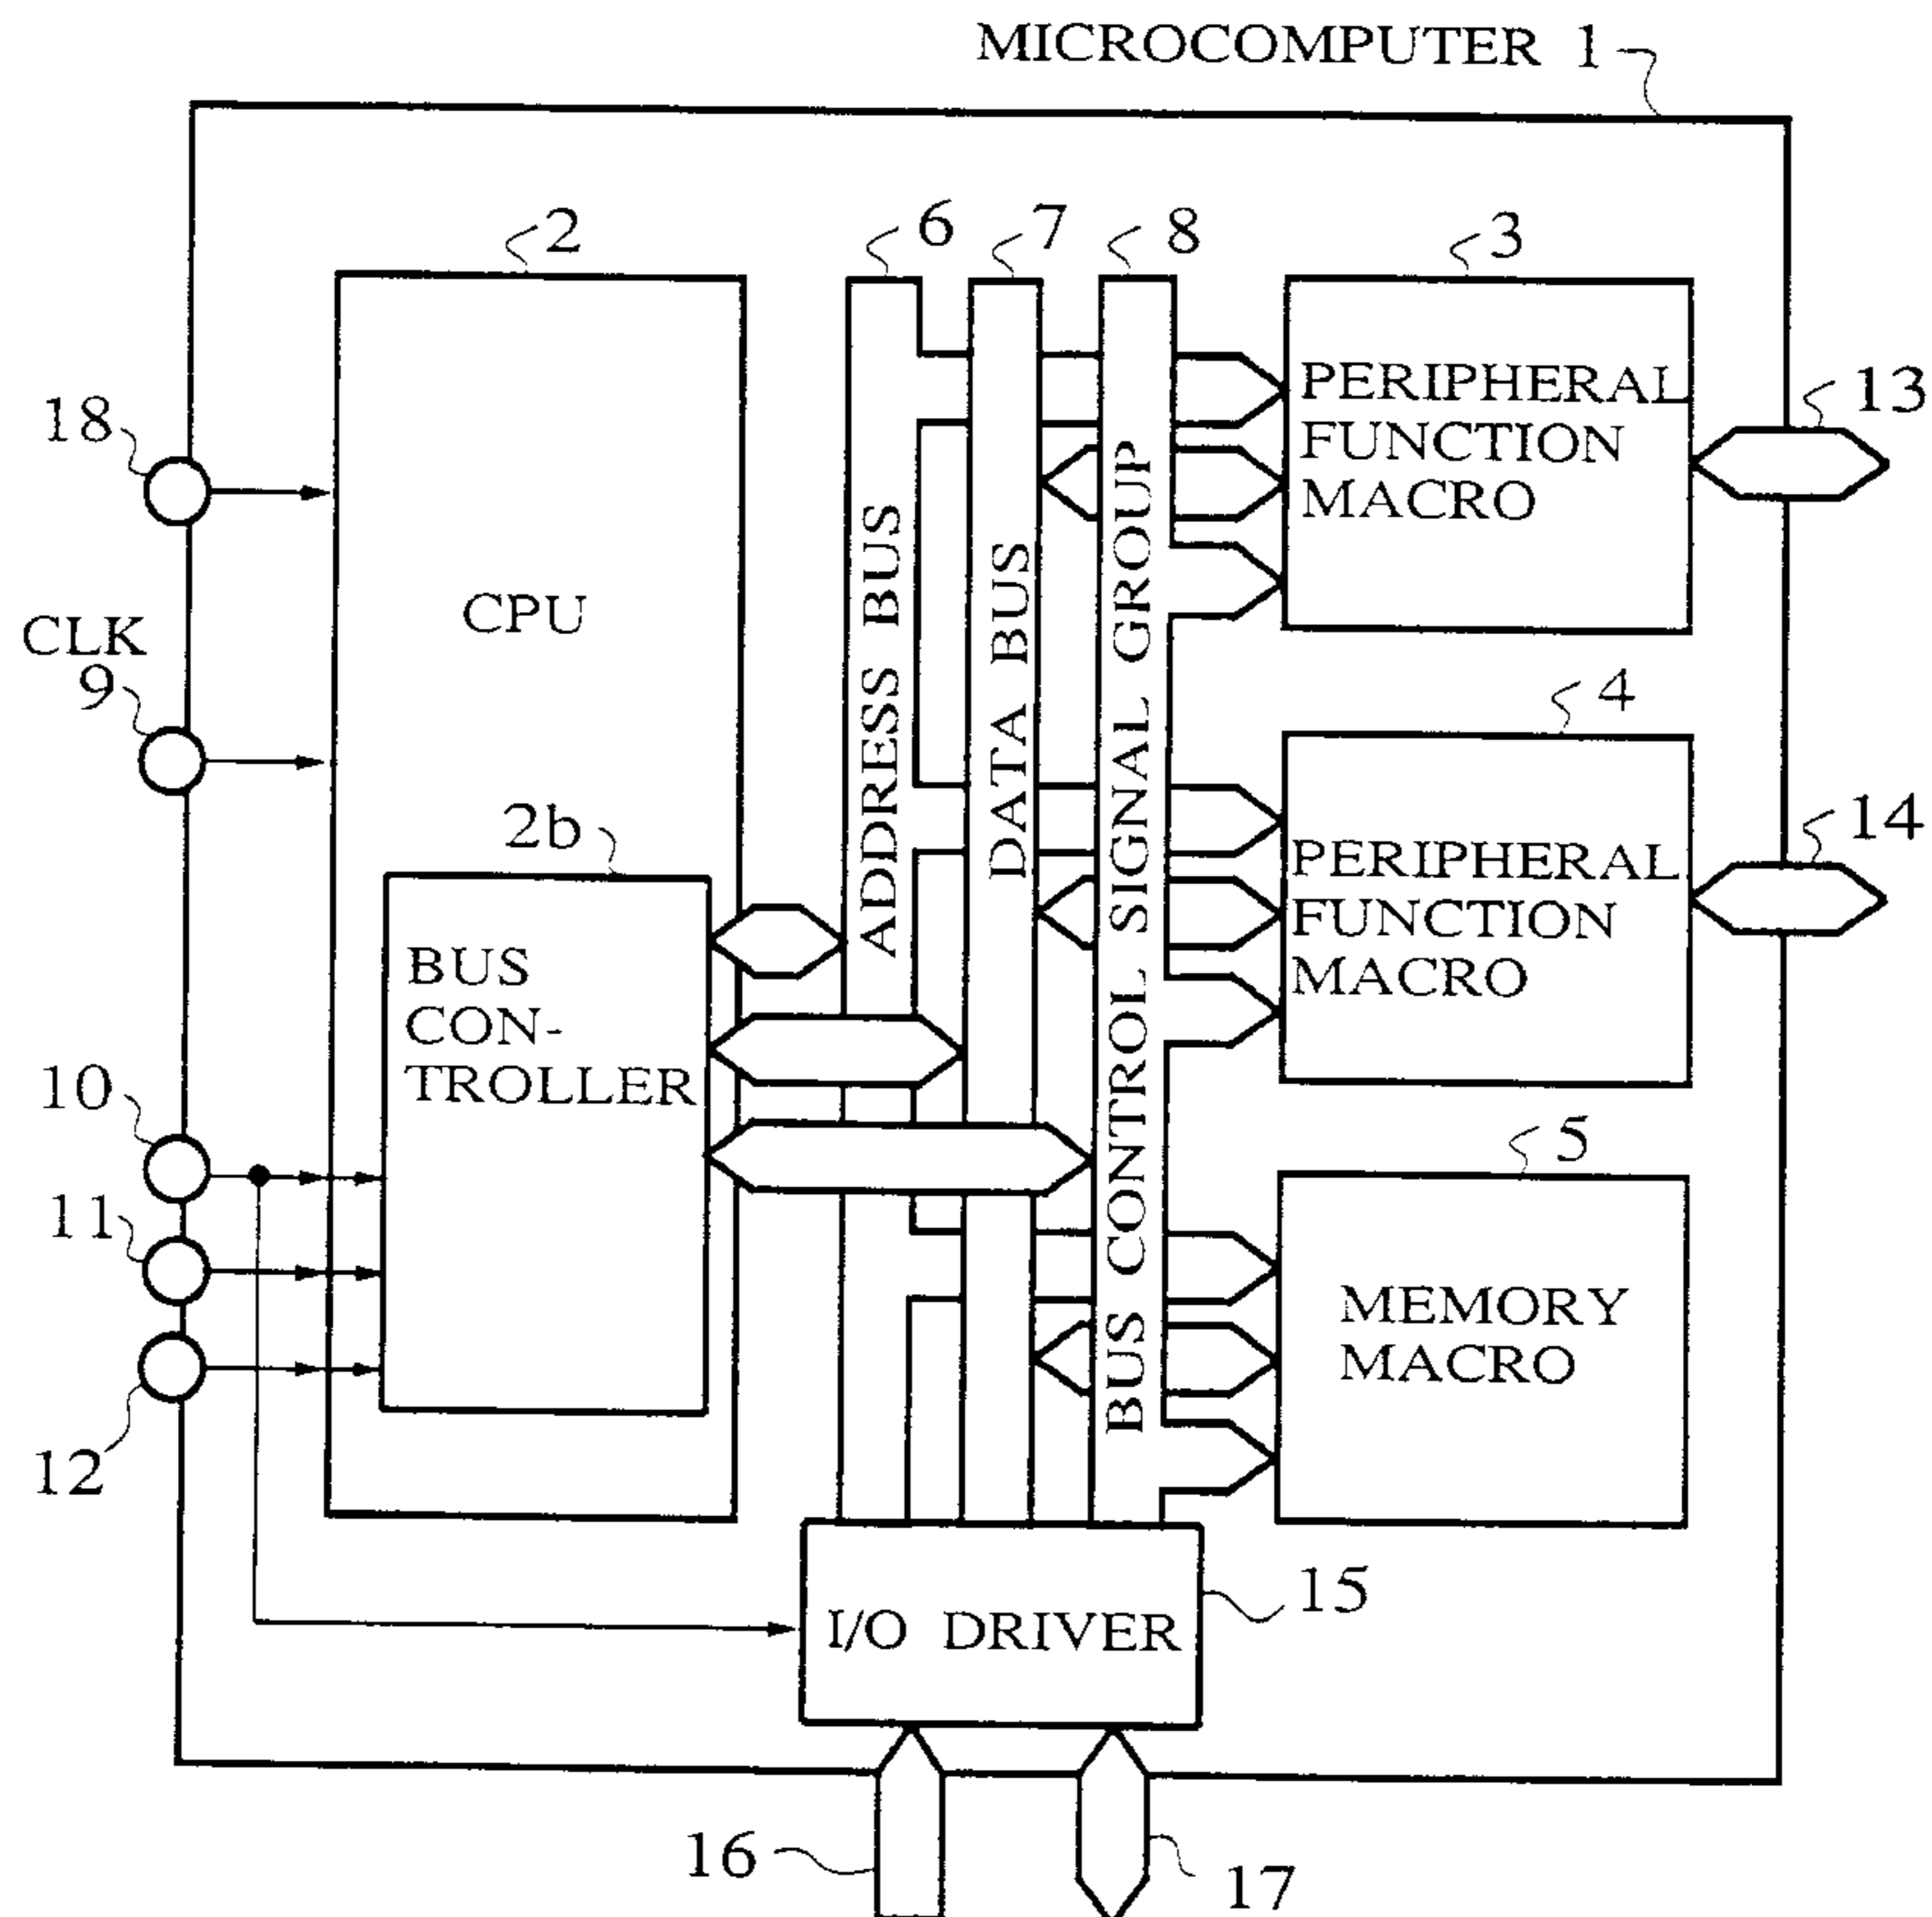 MICROCOMPUTER 1
2
6
7
8
3
18
CPU
ADDRESS BUS
DATA BUS
BUS CONTROL SIGNAL GROUP
PERIPHERAL
FUNCTION
MACRO
13
CLK
9
4
2b
PERIPHERAL
FUNCTION
MACRO
14
BUS
CON-
TROLLER
10
11
12
5
MEMORY
MACRO
I/O DRIVER
15
16
17